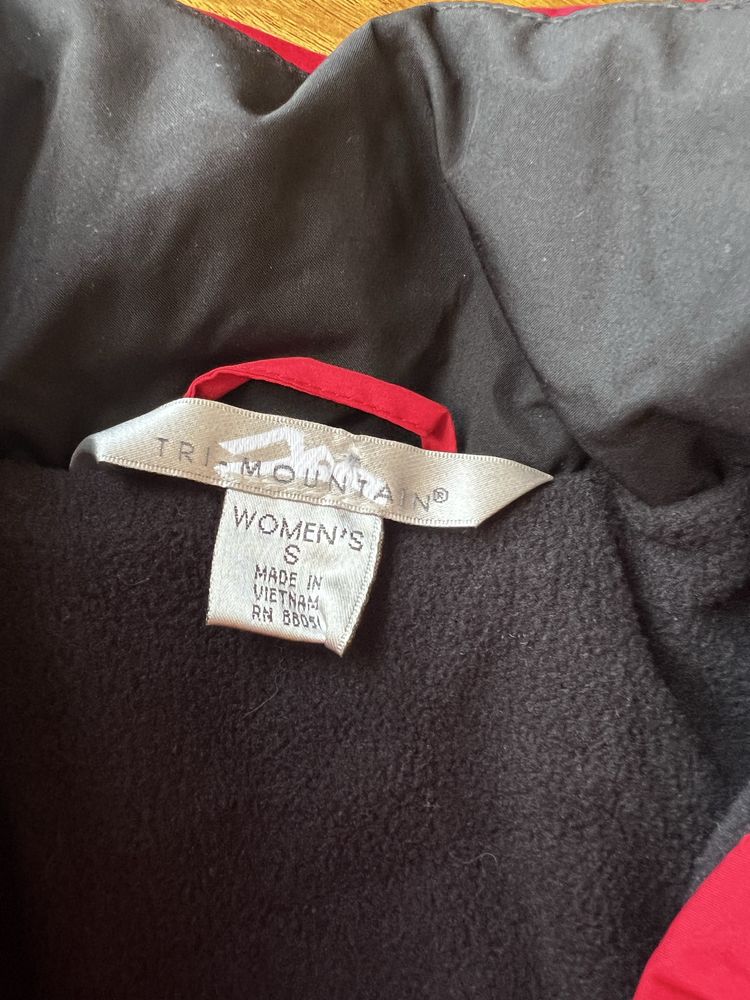 TRI-MOUNTAIN®
WOMEN'S
S
MADE IN
VIETNAM
RN 88051